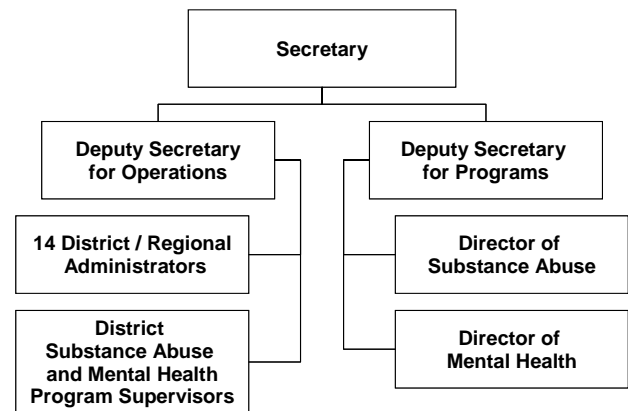 Secretary
Deputy Secretary
for Operations
Deputy Secretary
for Programs
14 District / Regional
Administrators
Director of
Substance Abuse
District
Substance Abuse
and Mental Health
Program Supervisors
Director of
Mental Health